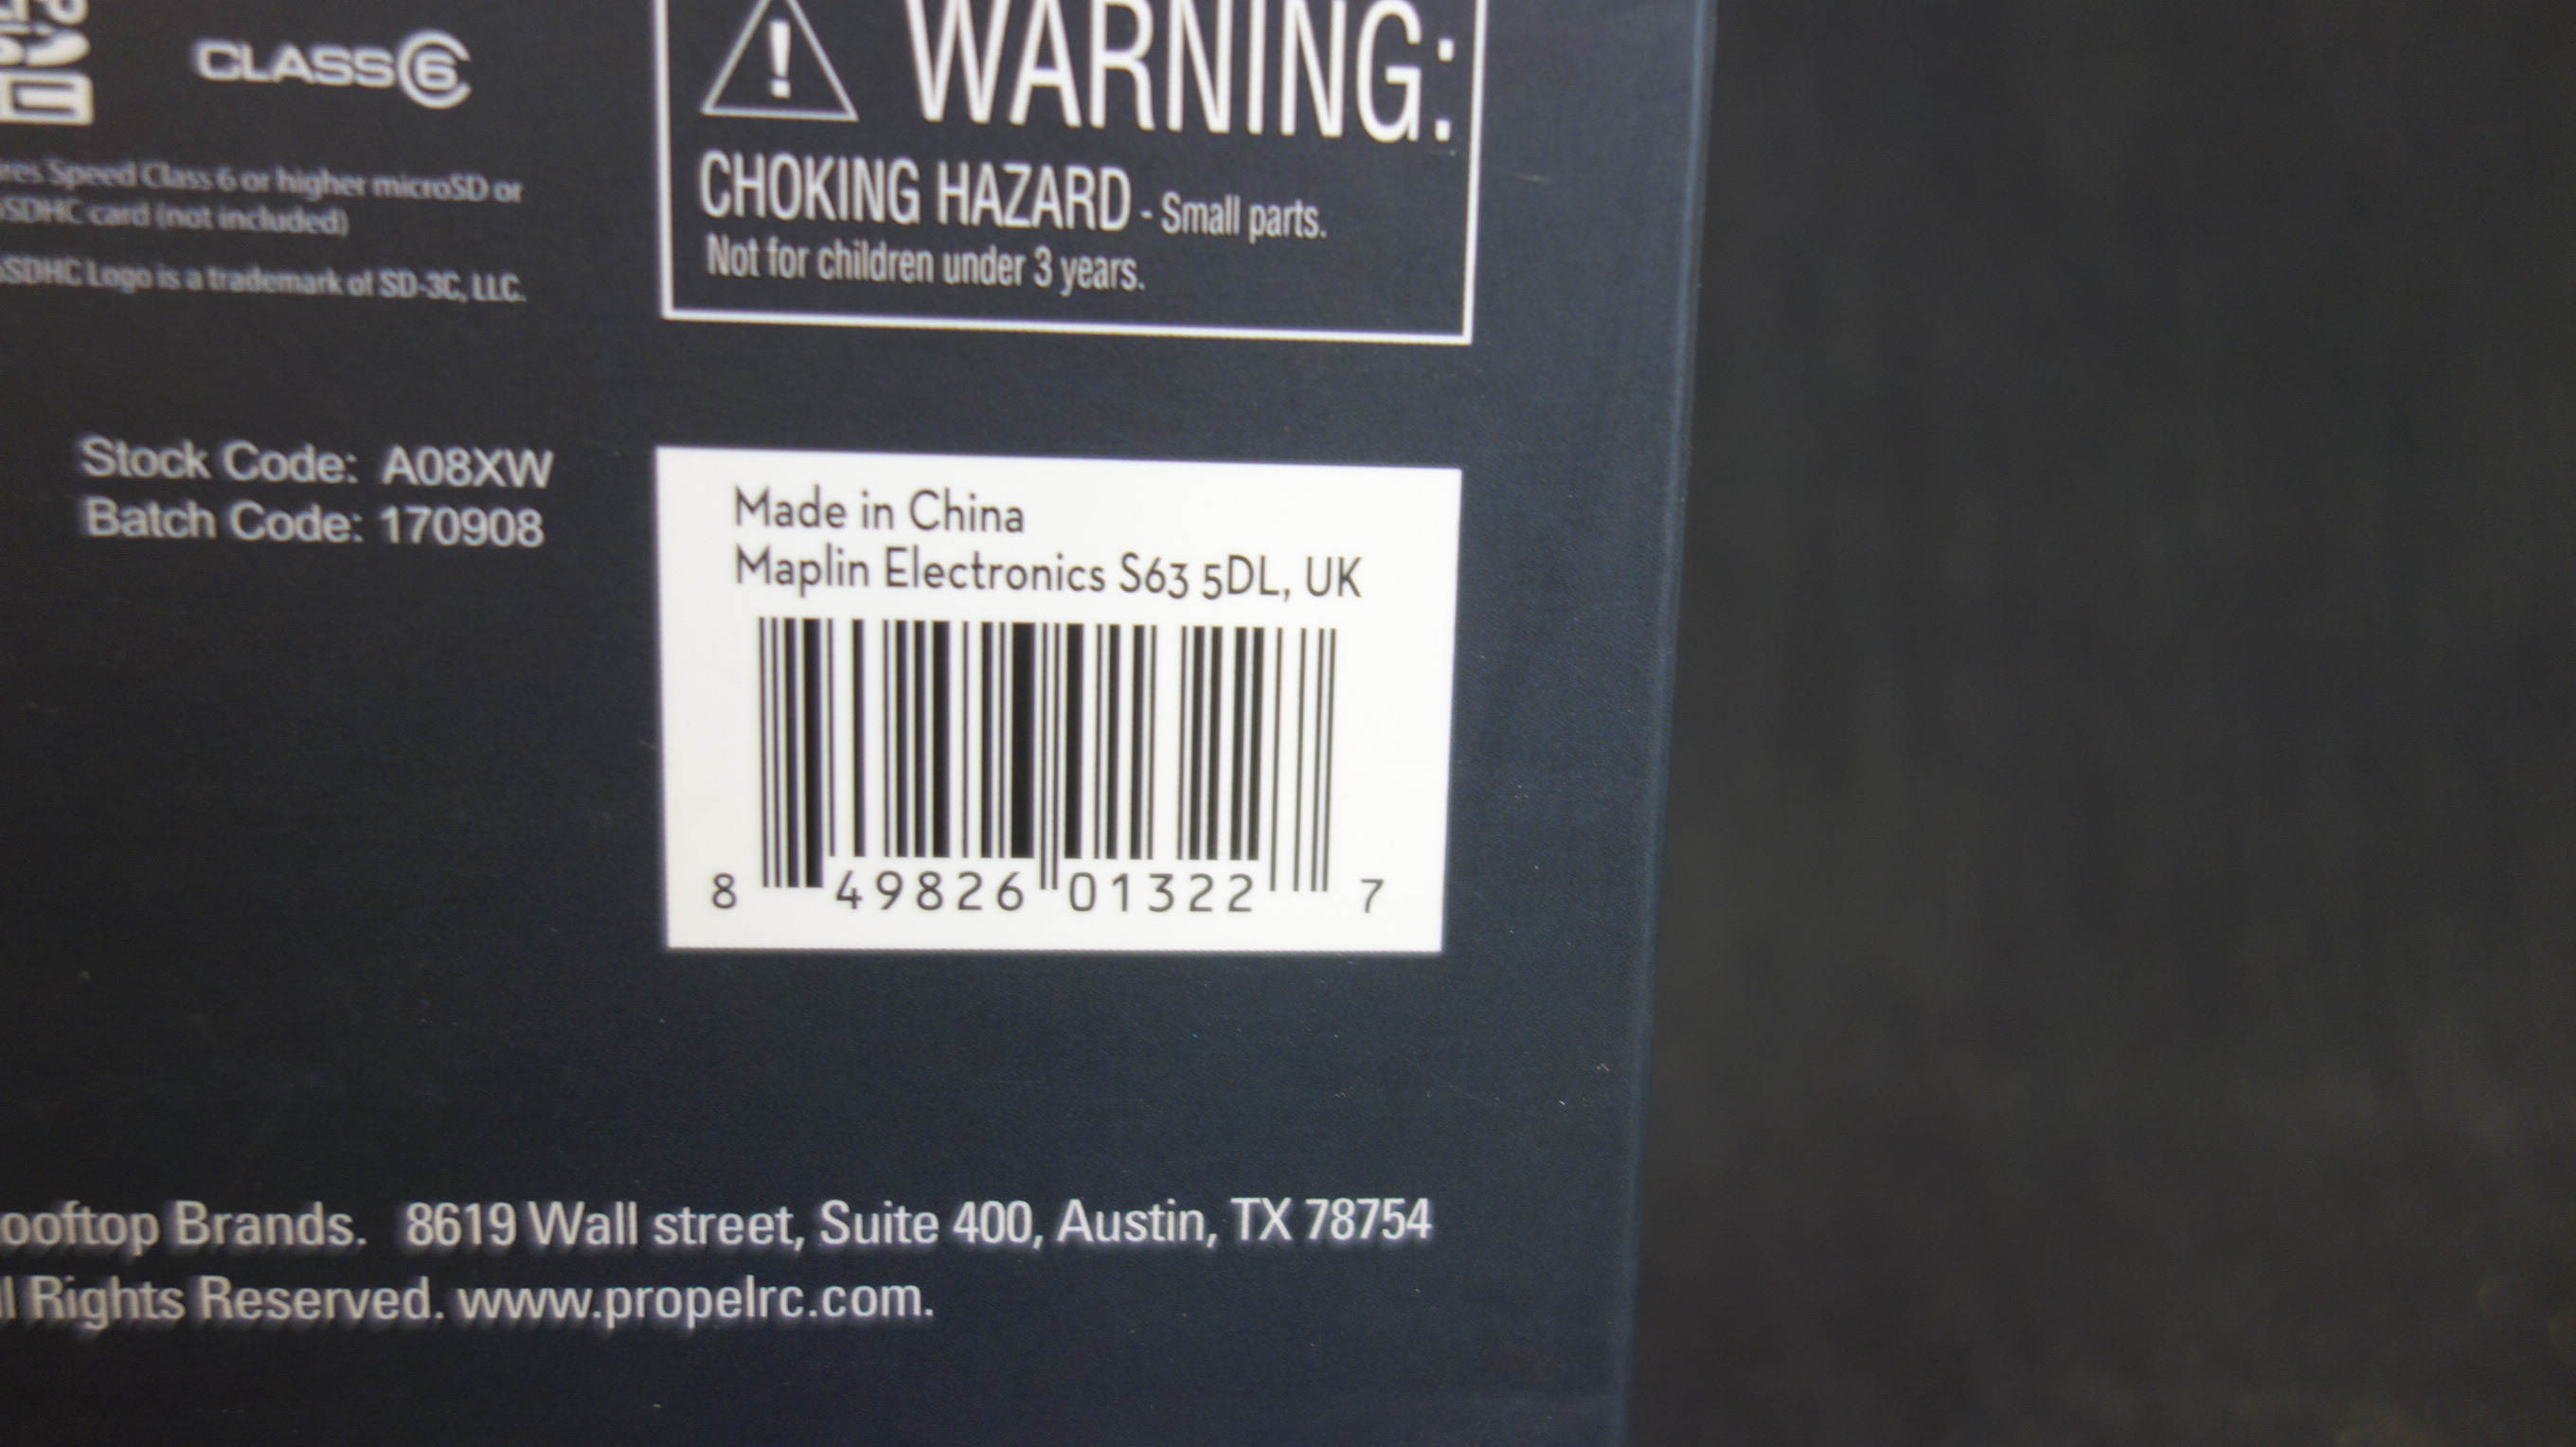 CLASS 6
WARNING:
CHOKING HAZARD - Small parts.
Not for children under 3 years.
Speed Class 6 or higher microSD or
card (not included)
Logo is a trademark of SD-3C, LLC.
Stock Code: A08XW
Batch Code: 170908
Made in China
Maplin Electronics S63 5DL, UK
8 49826 01322 7
Brands. 8619 Wall street, Suite 400, Austin, TX 78754
Rights Reserved. www.propelrc.com.